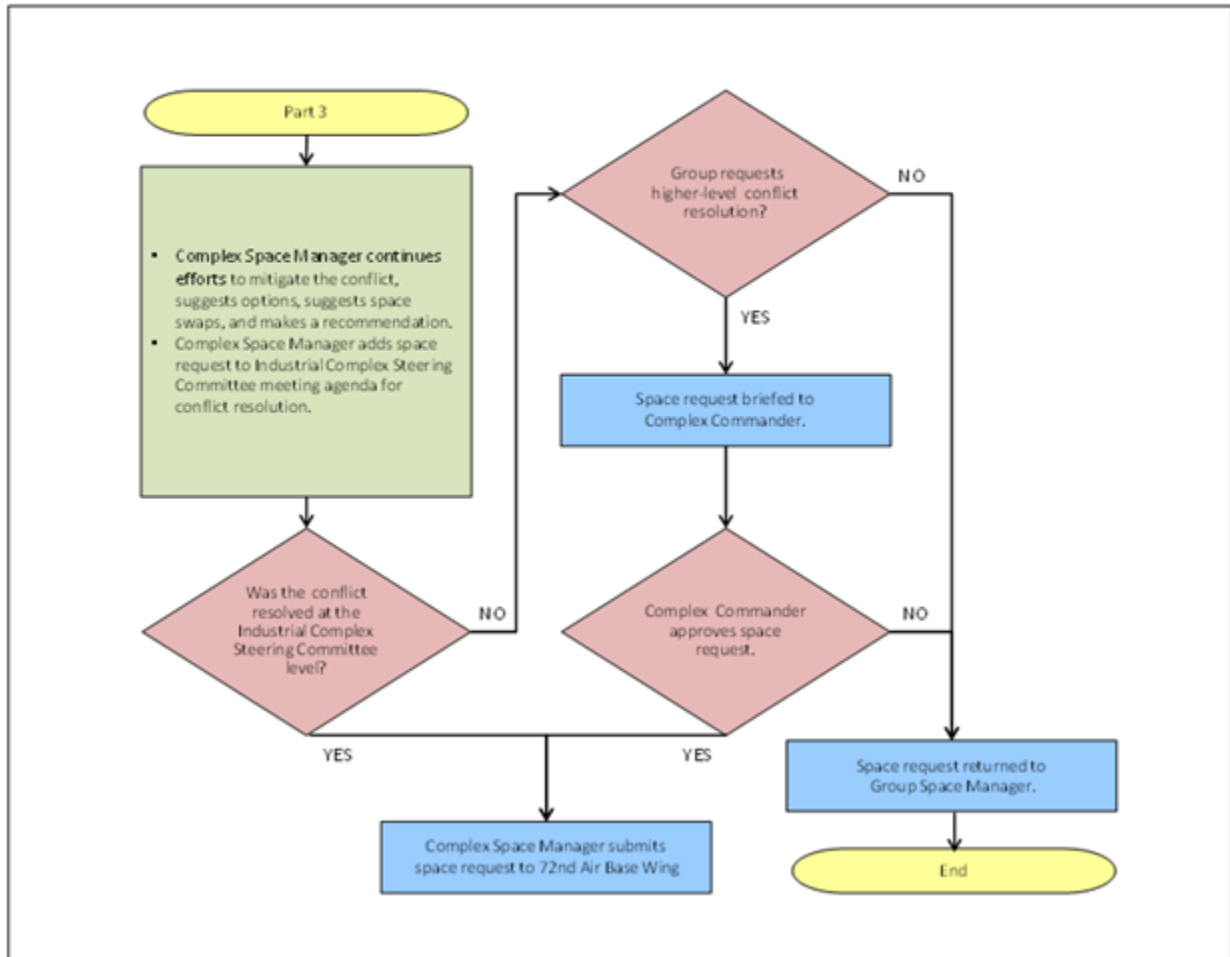 Part 3
▪ Complex Space Manager continues
efforts to mitigate the conflict,
suggests options, suggests space
swaps, and makes a recommendation.
▪ Complex Space Manager adds space
request to Industrial Complex Steering
Committee meeting agenda for
conflict resolution.
Was the conflict
resolved at the
Industrial Complex
Steering Committee
level?
NO
YES
Group requests
higher-level conflict
resolution?
NO
YES
Space request briefed to
Complex Commander.
Complex Commander
approves space
request.
NO
YES
Complex Space Manager submits
space request to 72nd Air Base Wing
Space request returned to
Group Space Manager.
End